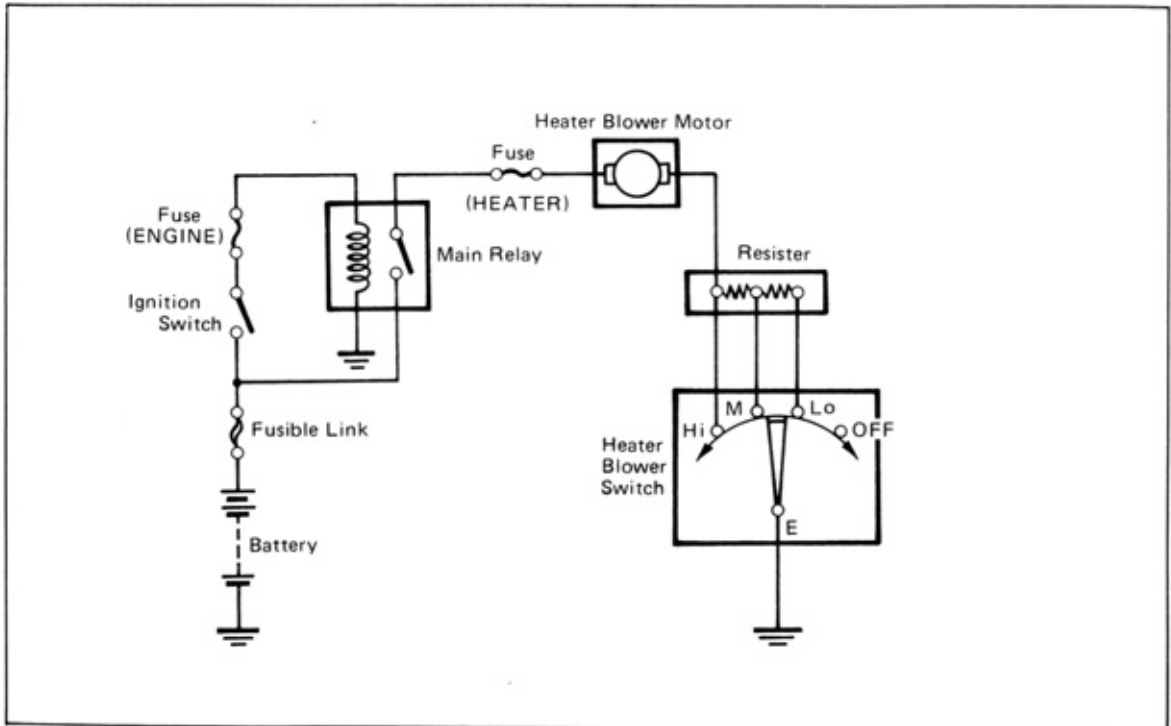 Heater Blower Motor
Fuse
(HEATER)
Fuse
(ENGINE)
Main Relay
Resister
Ignition
Switch
M
Lo
Hi
OFF
Heater
Blower
Switch
Fusible Link
E
Battery